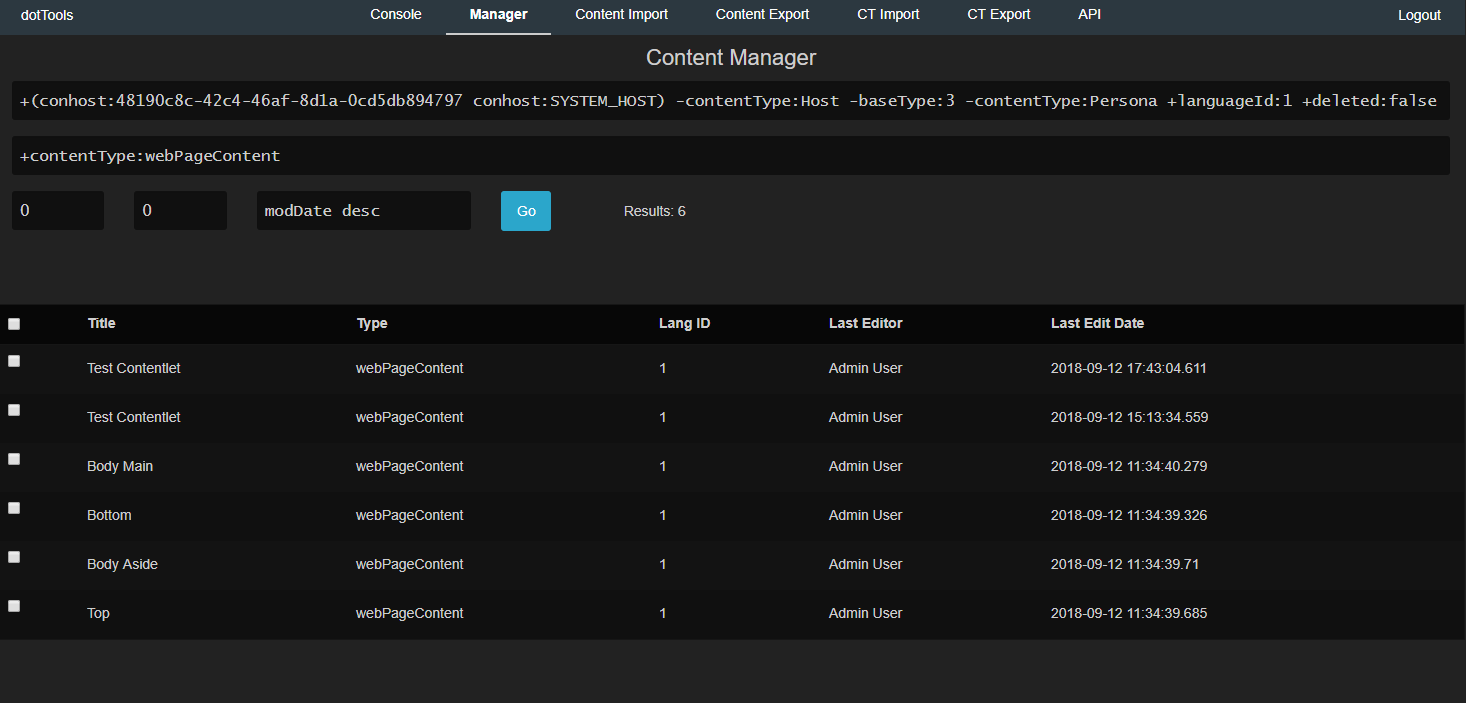 dotTools Console Manager Content Import Content Export CT Import CT Export API Logout
Content Manager
+(conhost:48190c8c-42c4-46af-8d1a-0cd5db894797 conhost:SYSTEM_HOST) -contentType:Host -baseType:3 -contentType:Persona +languageId:1 +deleted:false
+contentType:webPageContent
0 0 modDate desc Go Results: 6
Title Type Lang ID Last Editor Last Edit Date
Test Contentlet webPageContent 1 Admin User 2018-09-12 17:43:04.611
Test Contentlet webPageContent 1 Admin User 2018-09-12 15:13:34.559
Body Main webPageContent 1 Admin User 2018-09-12 11:34:40.279
Bottom webPageContent 1 Admin User 2018-09-12 11:34:39.326
Body Aside webPageContent 1 Admin User 2018-09-12 11:34:39.71
Top webPageContent 1 Admin User 2018-09-12 11:34:39.685